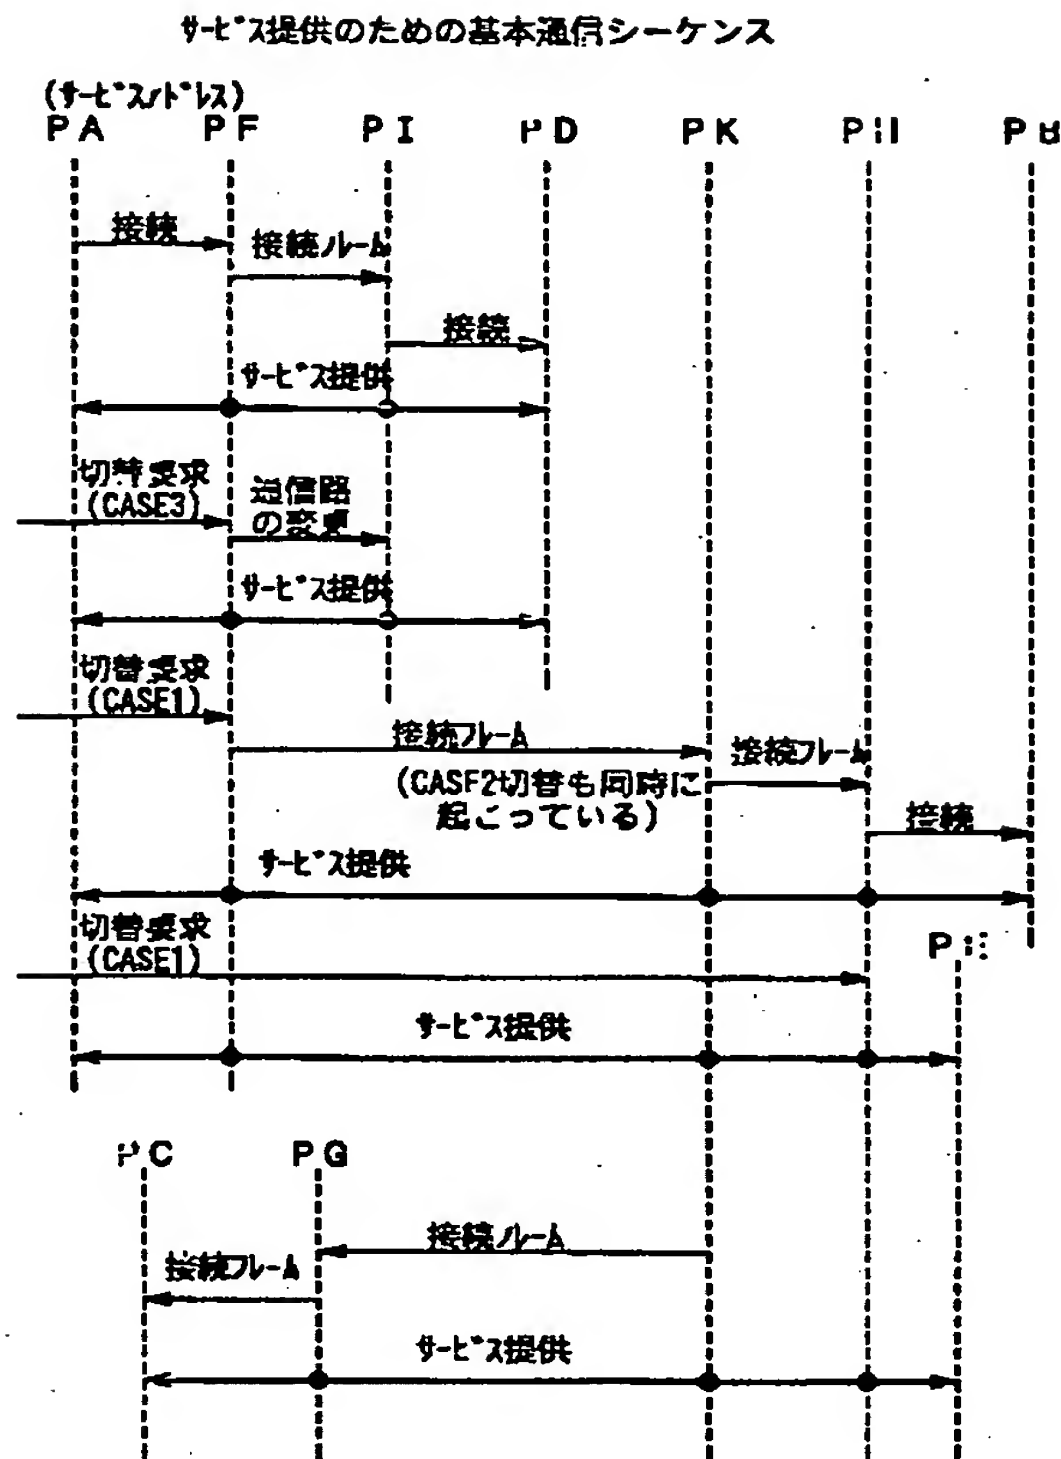 サービス提供のための基本通信シーケンス
(サービスアドレス)
PA PF PI PD PK PH PB
接続
接続フレーム
接続
サービス提供
切替要求
(CASE3)
通信路
の変更
サービス提供
切替要求
(CASE1)
接続フレーム
接続フレーム
(CASE2切替も同時に
起こっている)
接続
サービス提供
切替要求
(CASE1)
サービス提供
PC PG
接続フレーム
接続フレーム
サービス提供